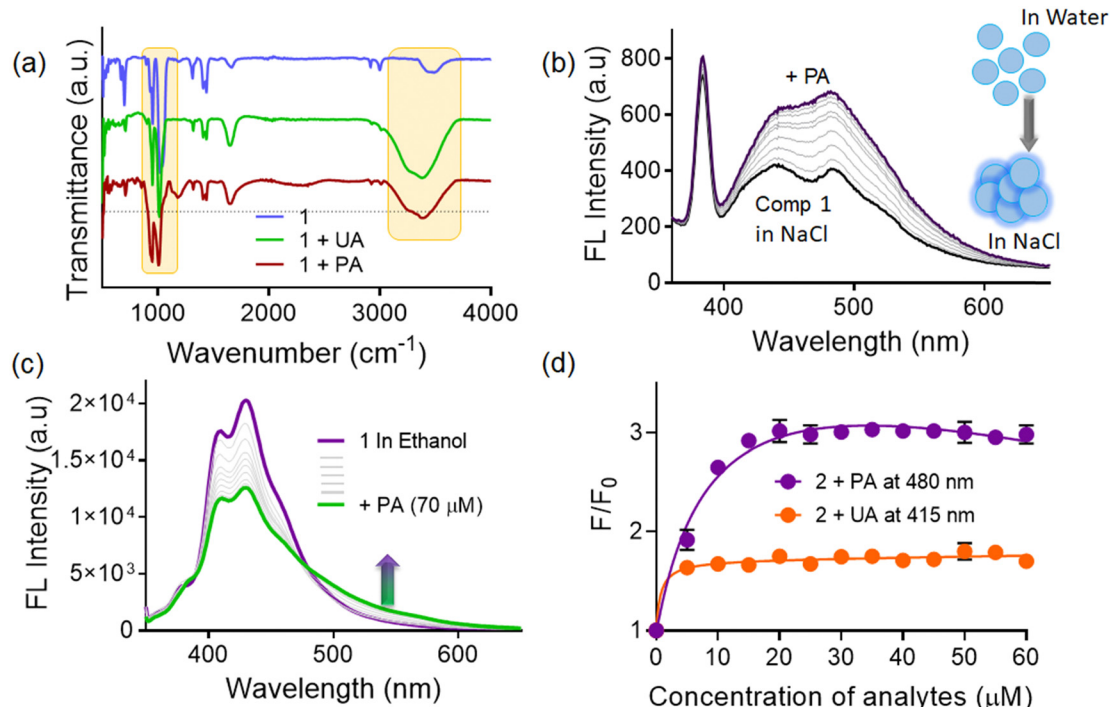 (a)
Transmittance (a.u.)
1
1 + UA
1 + PA
1000
2000
3000
4000
Wavenumber (cm⁻¹)
(b)
FL Intensity (a.u)
800
600
400
200
0
+ PA
Comp 1
in NaCl
400
500
600
Wavelength (nm)
In Water
In NaCl
(c)
FL Intensity (a.u)
2×10⁴
1.5×10⁴
1×10⁴
5×10³
0
1 In Ethanol
+ PA (70 μM)
400
500
600
Wavelength (nm)
(d)
F/F₀
3
2
1
2 + PA at 480 nm
2 + UA at 415 nm
0
10
20
30
40
50
60
Concentration of analytes (μM)